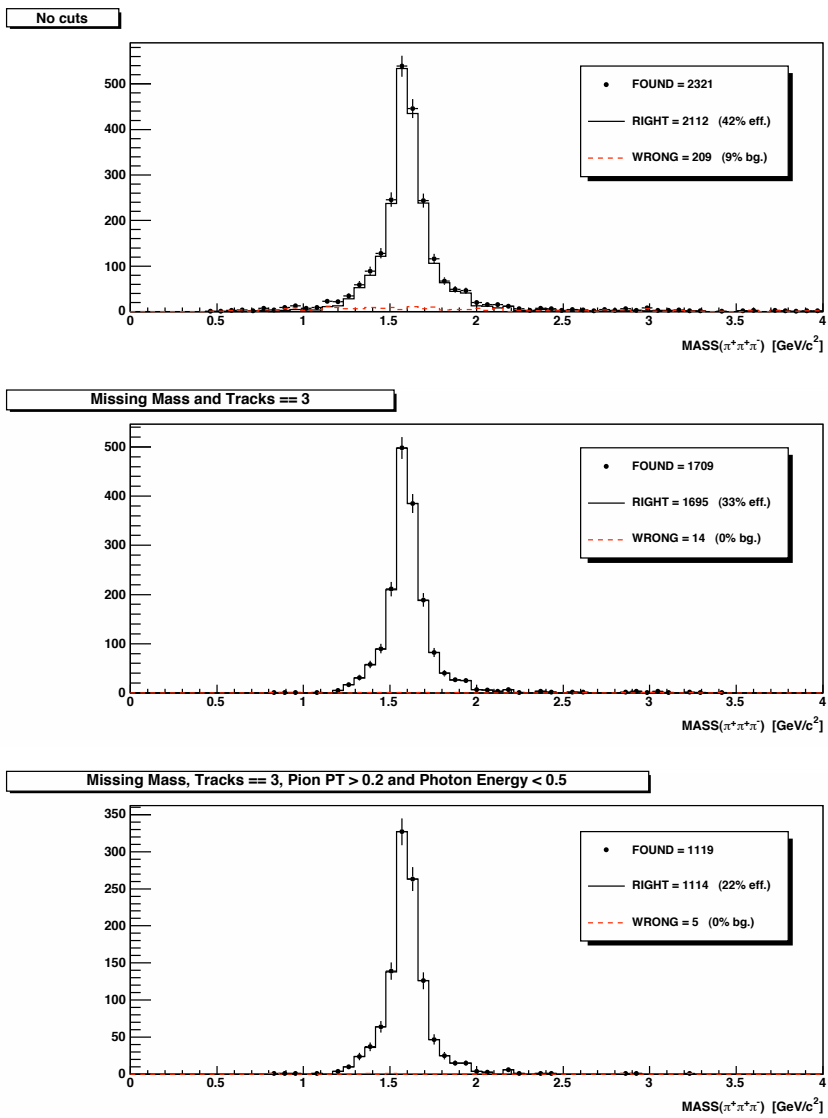 No cuts
500
400
300
200
100
0
FOUND = 2321
RIGHT = 2112 (42% eff.)
WRONG = 209 (9% bg.)
0 0.5 1 1.5 2 2.5 3 3.5 4
MASS(π⁺π⁺π⁻) [GeV/c²]
Missing Mass and Tracks == 3
500
400
300
200
100
0
FOUND = 1709
RIGHT = 1695 (33% eff.)
WRONG = 14 (0% bg.)
0 0.5 1 1.5 2 2.5 3 3.5 4
MASS(π⁺π⁺π⁻) [GeV/c²]
Missing Mass, Tracks == 3, Pion PT > 0.2 and Photon Energy < 0.5
350
300
250
200
150
100
50
0
FOUND = 1119
RIGHT = 1114 (22% eff.)
WRONG = 5 (0% bg.)
0 0.5 1 1.5 2 2.5 3 3.5 4
MASS(π⁺π⁺π⁻) [GeV/c²]